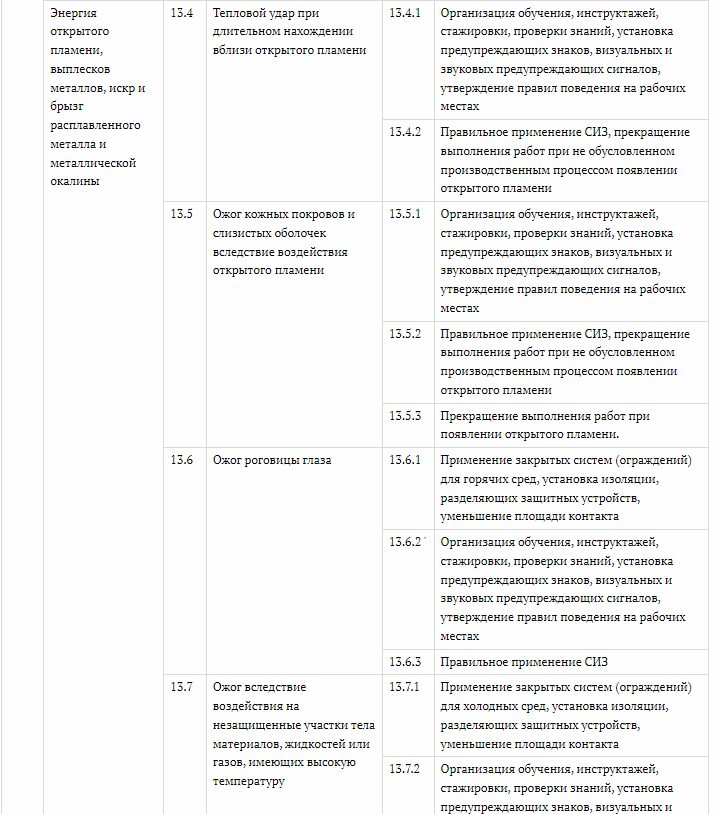 Энергия
открытого
пламени,
выплесков
металлов, искр и
брызг
расплавленного
металла и
металлической
окалины
13.4
Тепловой удар при
длительном нахождении
вблизи открытого пламени
13.4.1
Организация обучения, инструктажей,
стажировки, проверки знаний, установка
предупреждающих знаков, визуальных и
звуковых предупреждающих сигналов,
утверждение правил поведения на рабочих
местах
13.4.2
Правильное применение СИЗ, прекращение
выполнения работ при не обусловленном
производственным процессом появлении
открытого пламени
13.5
Ожог кожных покровов и
слизистых оболочек
вследствие воздействия
открытого пламени
13.5.1
Организация обучения, инструктажей,
стажировки, проверки знаний, установка
предупреждающих знаков, визуальных и
звуковых предупреждающих сигналов,
утверждение правил поведения на рабочих
местах
13.5.2
Правильное применение СИЗ, прекращение
выполнения работ при не обусловленном
производственным процессом появлении
открытого пламени
13.5.3
Прекращение выполнения работ при
появлении открытого пламени.
13.6
Ожог роговицы глаза
13.6.1
Применение закрытых систем (ограждений)
для горячих сред, установка изоляции,
разделяющих защитных устройств,
уменьшение площади контакта
13.6.2
Организация обучения, инструктажей,
стажировки, проверки знаний, установка
предупреждающих знаков, визуальных и
звуковых предупреждающих сигналов,
утверждение правил поведения на рабочих
местах
13.6.3
Правильное применение СИЗ
13.7
Ожог вследствие
воздействия на
незащищенные участки тела
материалов, жидкостей или
газов, имеющих высокую
температуру
13.7.1
Применение закрытых систем (ограждений)
для холодных сред, установка изоляции,
разделяющих защитных устройств,
уменьшение площади контакта
13.7.2
Организация обучения, инструктажей,
стажировки, проверки знаний, установка
предупреждающих знаков, визуальных и